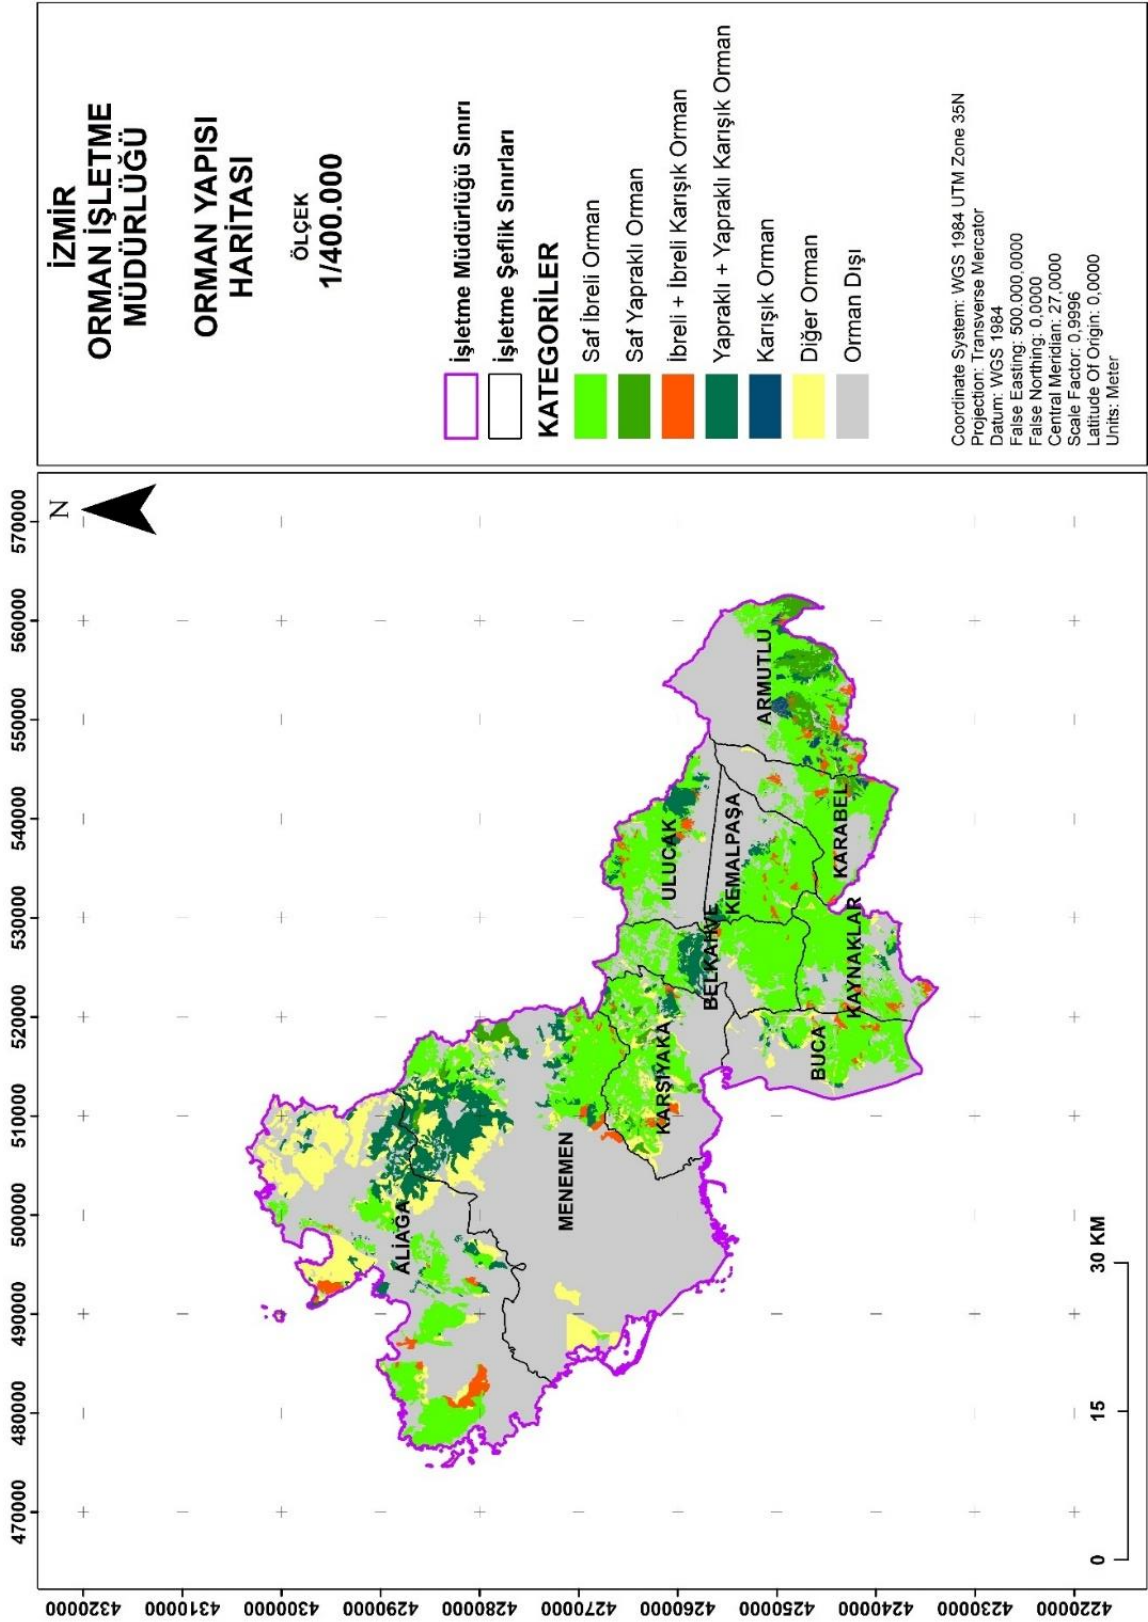 İZMİR
ORMAN İŞLETME
MÜDÜRLÜĞÜ
ORMAN YAPISI
HARİTASI
ÖLÇEK
1/400.000
İşletme Müdürlüğü Sınırı
İşletme Şeflik Sınırları
KATEGORİLER
Saf İbreli Orman
Saf Yapraklı Orman
İbreli + İbreli Karışık Orman
Yapraklı + Yapraklı Karışık Orman
Karışık Orman
Diğer Orman
Orman Dışı
Coordinate System: WGS 1984 UTM Zone 35N
Projection: Transverse Mercator
Datum: WGS 1984
False Easting: 500.000,0000
False Northing: 0,0000
Central Meridian: 27,0000
Scale Factor: 0,9996
Latitude Of Origin: 0,0000
Units: Meter
470000 480000 490000 500000 510000 520000 530000 540000 550000 560000 570000
N
4320000
4310000
4300000
4290000
4280000
4270000
4260000
4250000
4240000
4230000
4220000
ALİAĞA
MENEMEN
KARŞIYAKA
ULUCAK
BELKAHVE
KEMALPAŞA
ARMUTLU
BUCA
KAYNAKLAR
KARABEL
0 15 30 KM